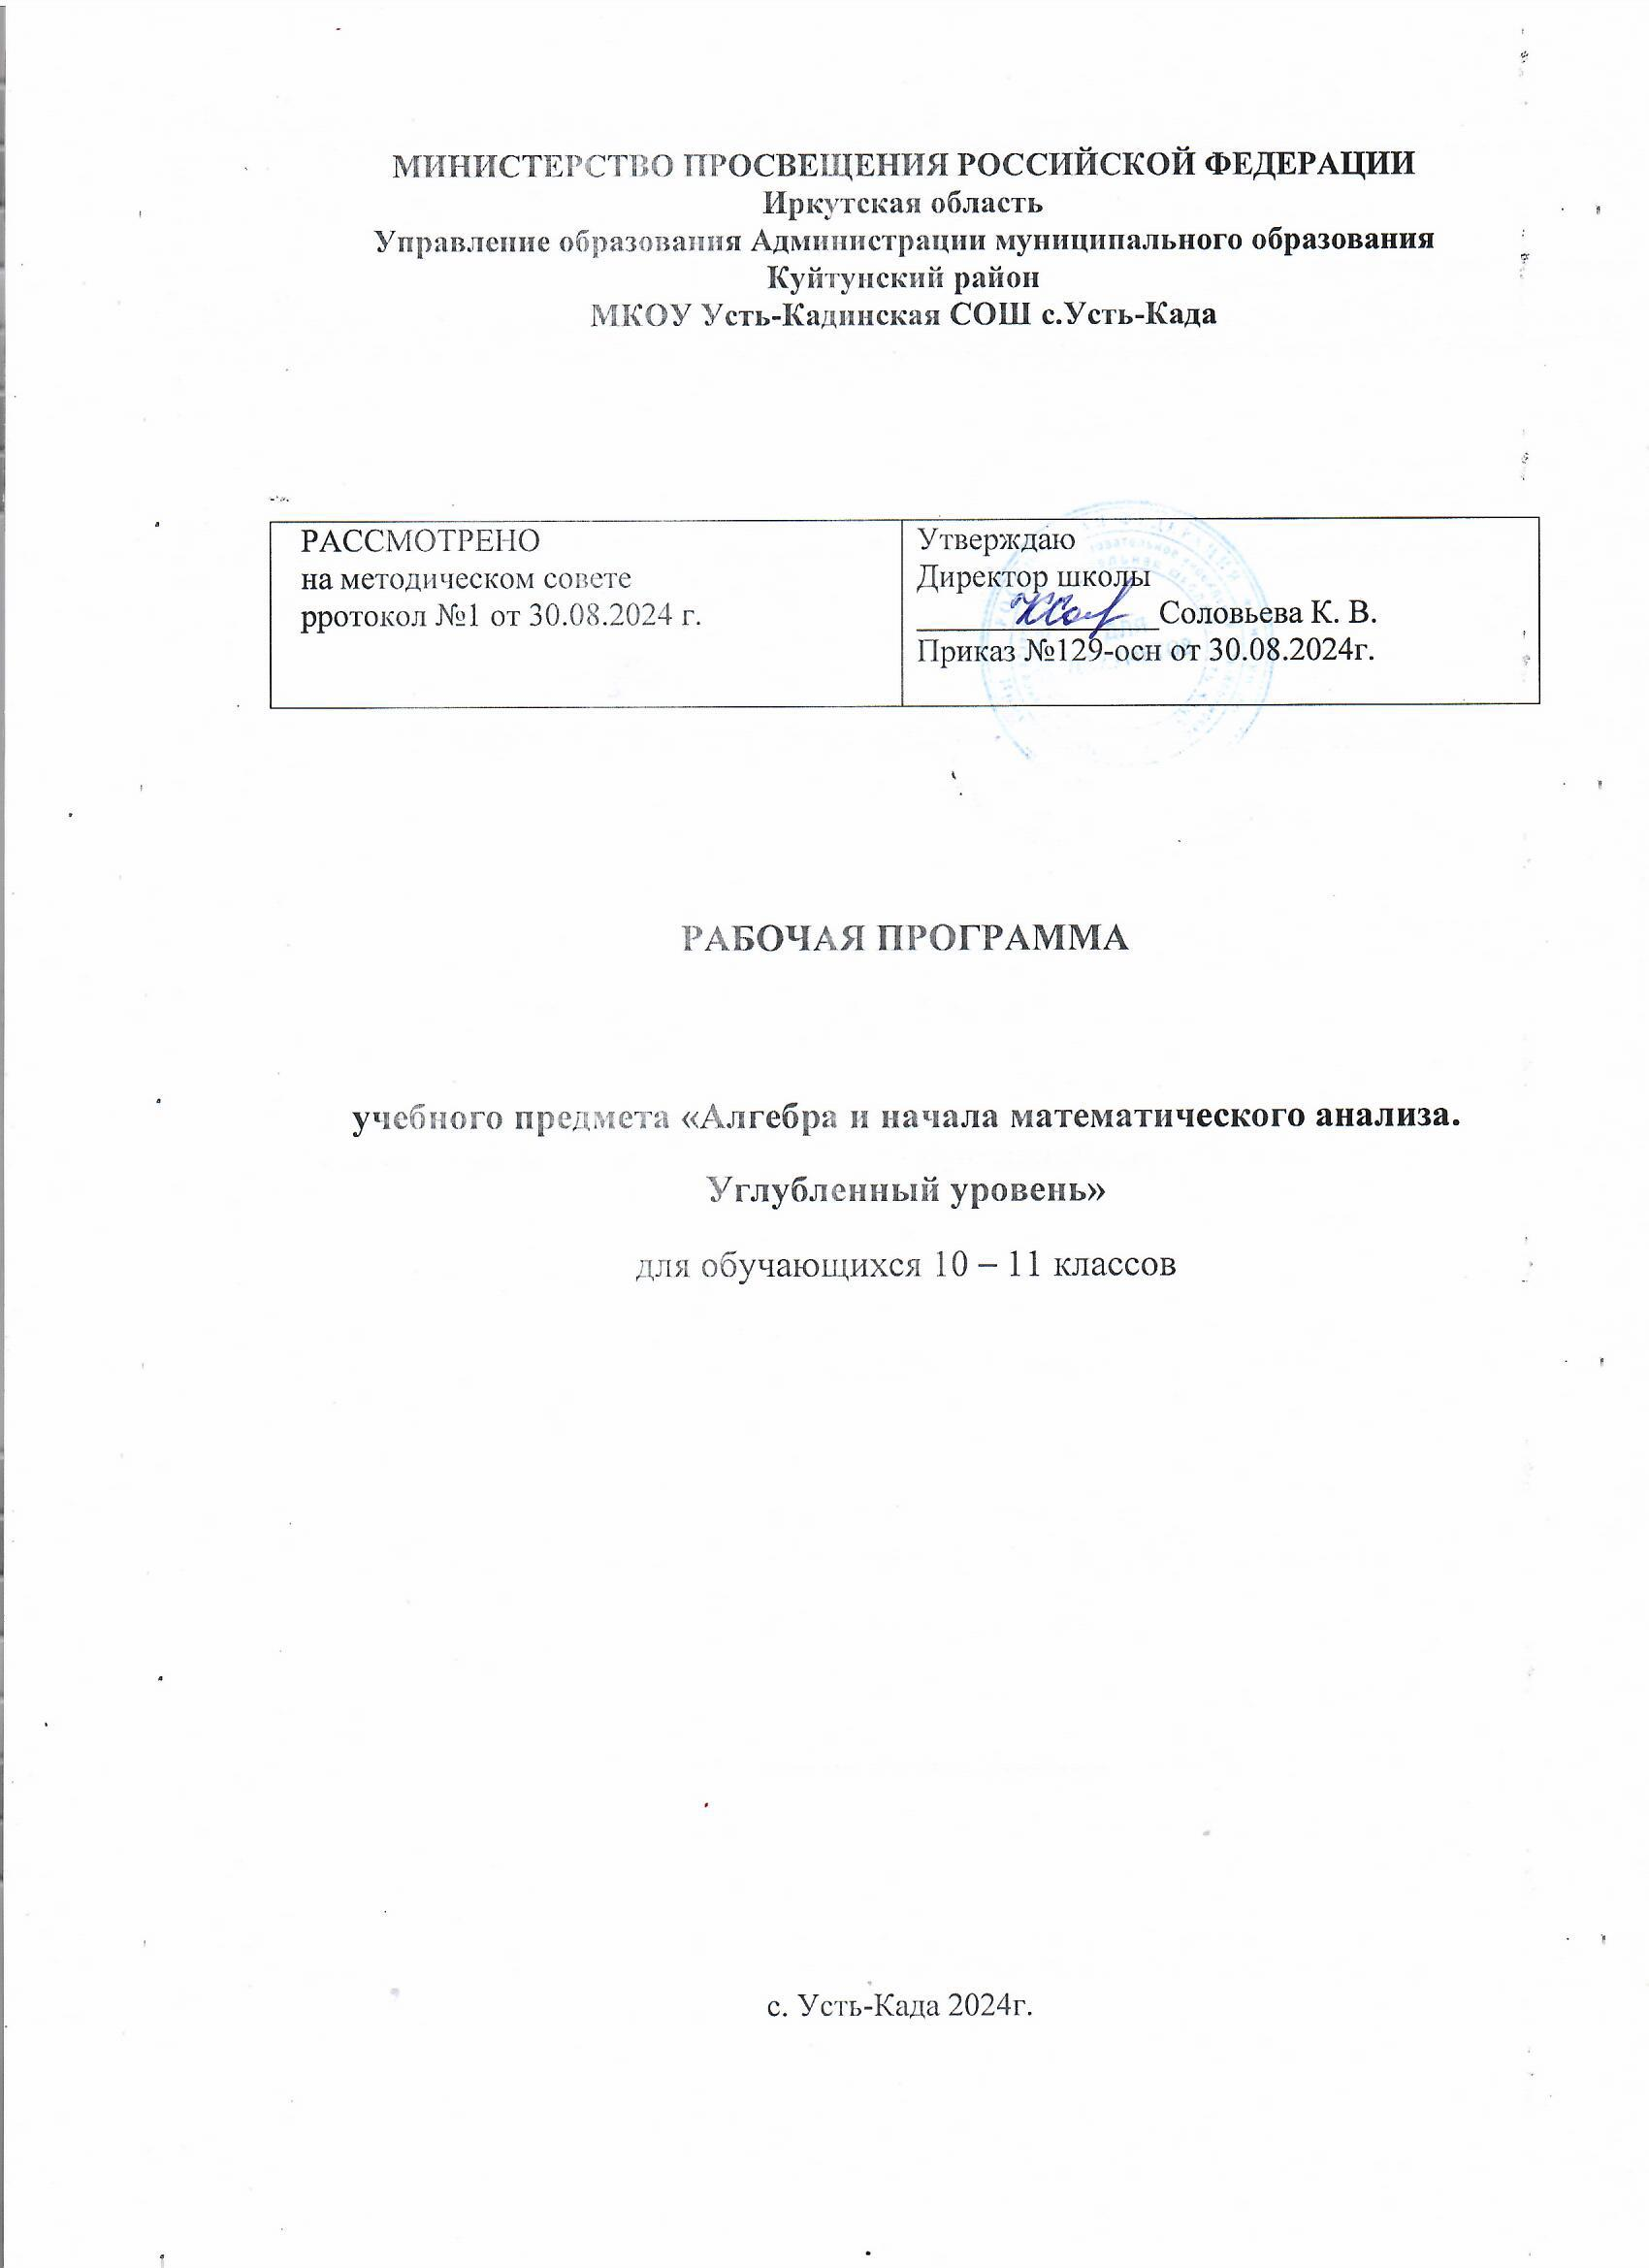 МИНИСТЕРСТВО ПРОСВЕЩЕНИЯ РОССИЙСКОЙ ФЕДЕРАЦИИ
Иркутская область
Управление образования Администрации муниципального образования
Куйтунский район
МКОУ Усть-Кадинская СОШ с.Усть-Када
РАССМОТРЕНО
на методическом совете
рротокол №1 от 30.08.2024 г.
Утверждаю
Директор школы
Соловьева К. В.
Приказ №129-осн от 30.08.2024г.
РАБОЧАЯ ПРОГРАММА
учебного предмета «Алгебра и начала математического анализа.
Углубленный уровень»
для обучающихся 10 – 11 классов
с. Усть-Када 2024г.